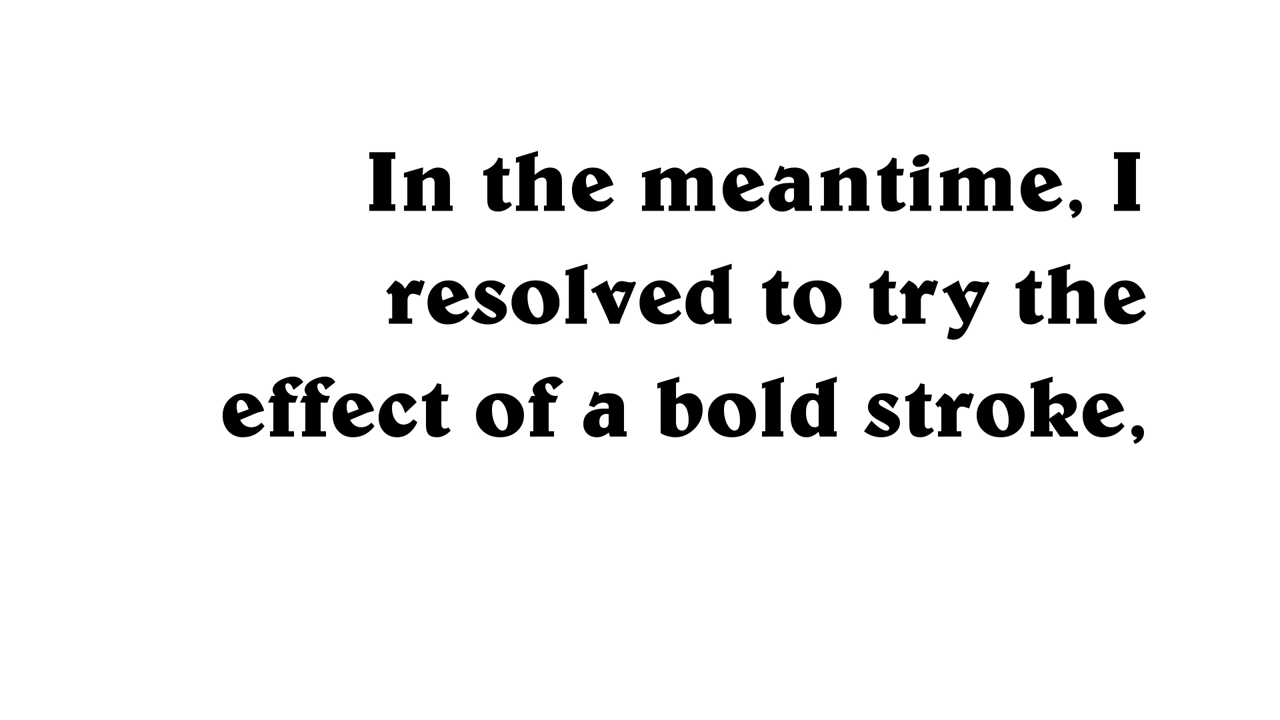 In the meantime, I
resolved to try the
effect of a bold stroke,